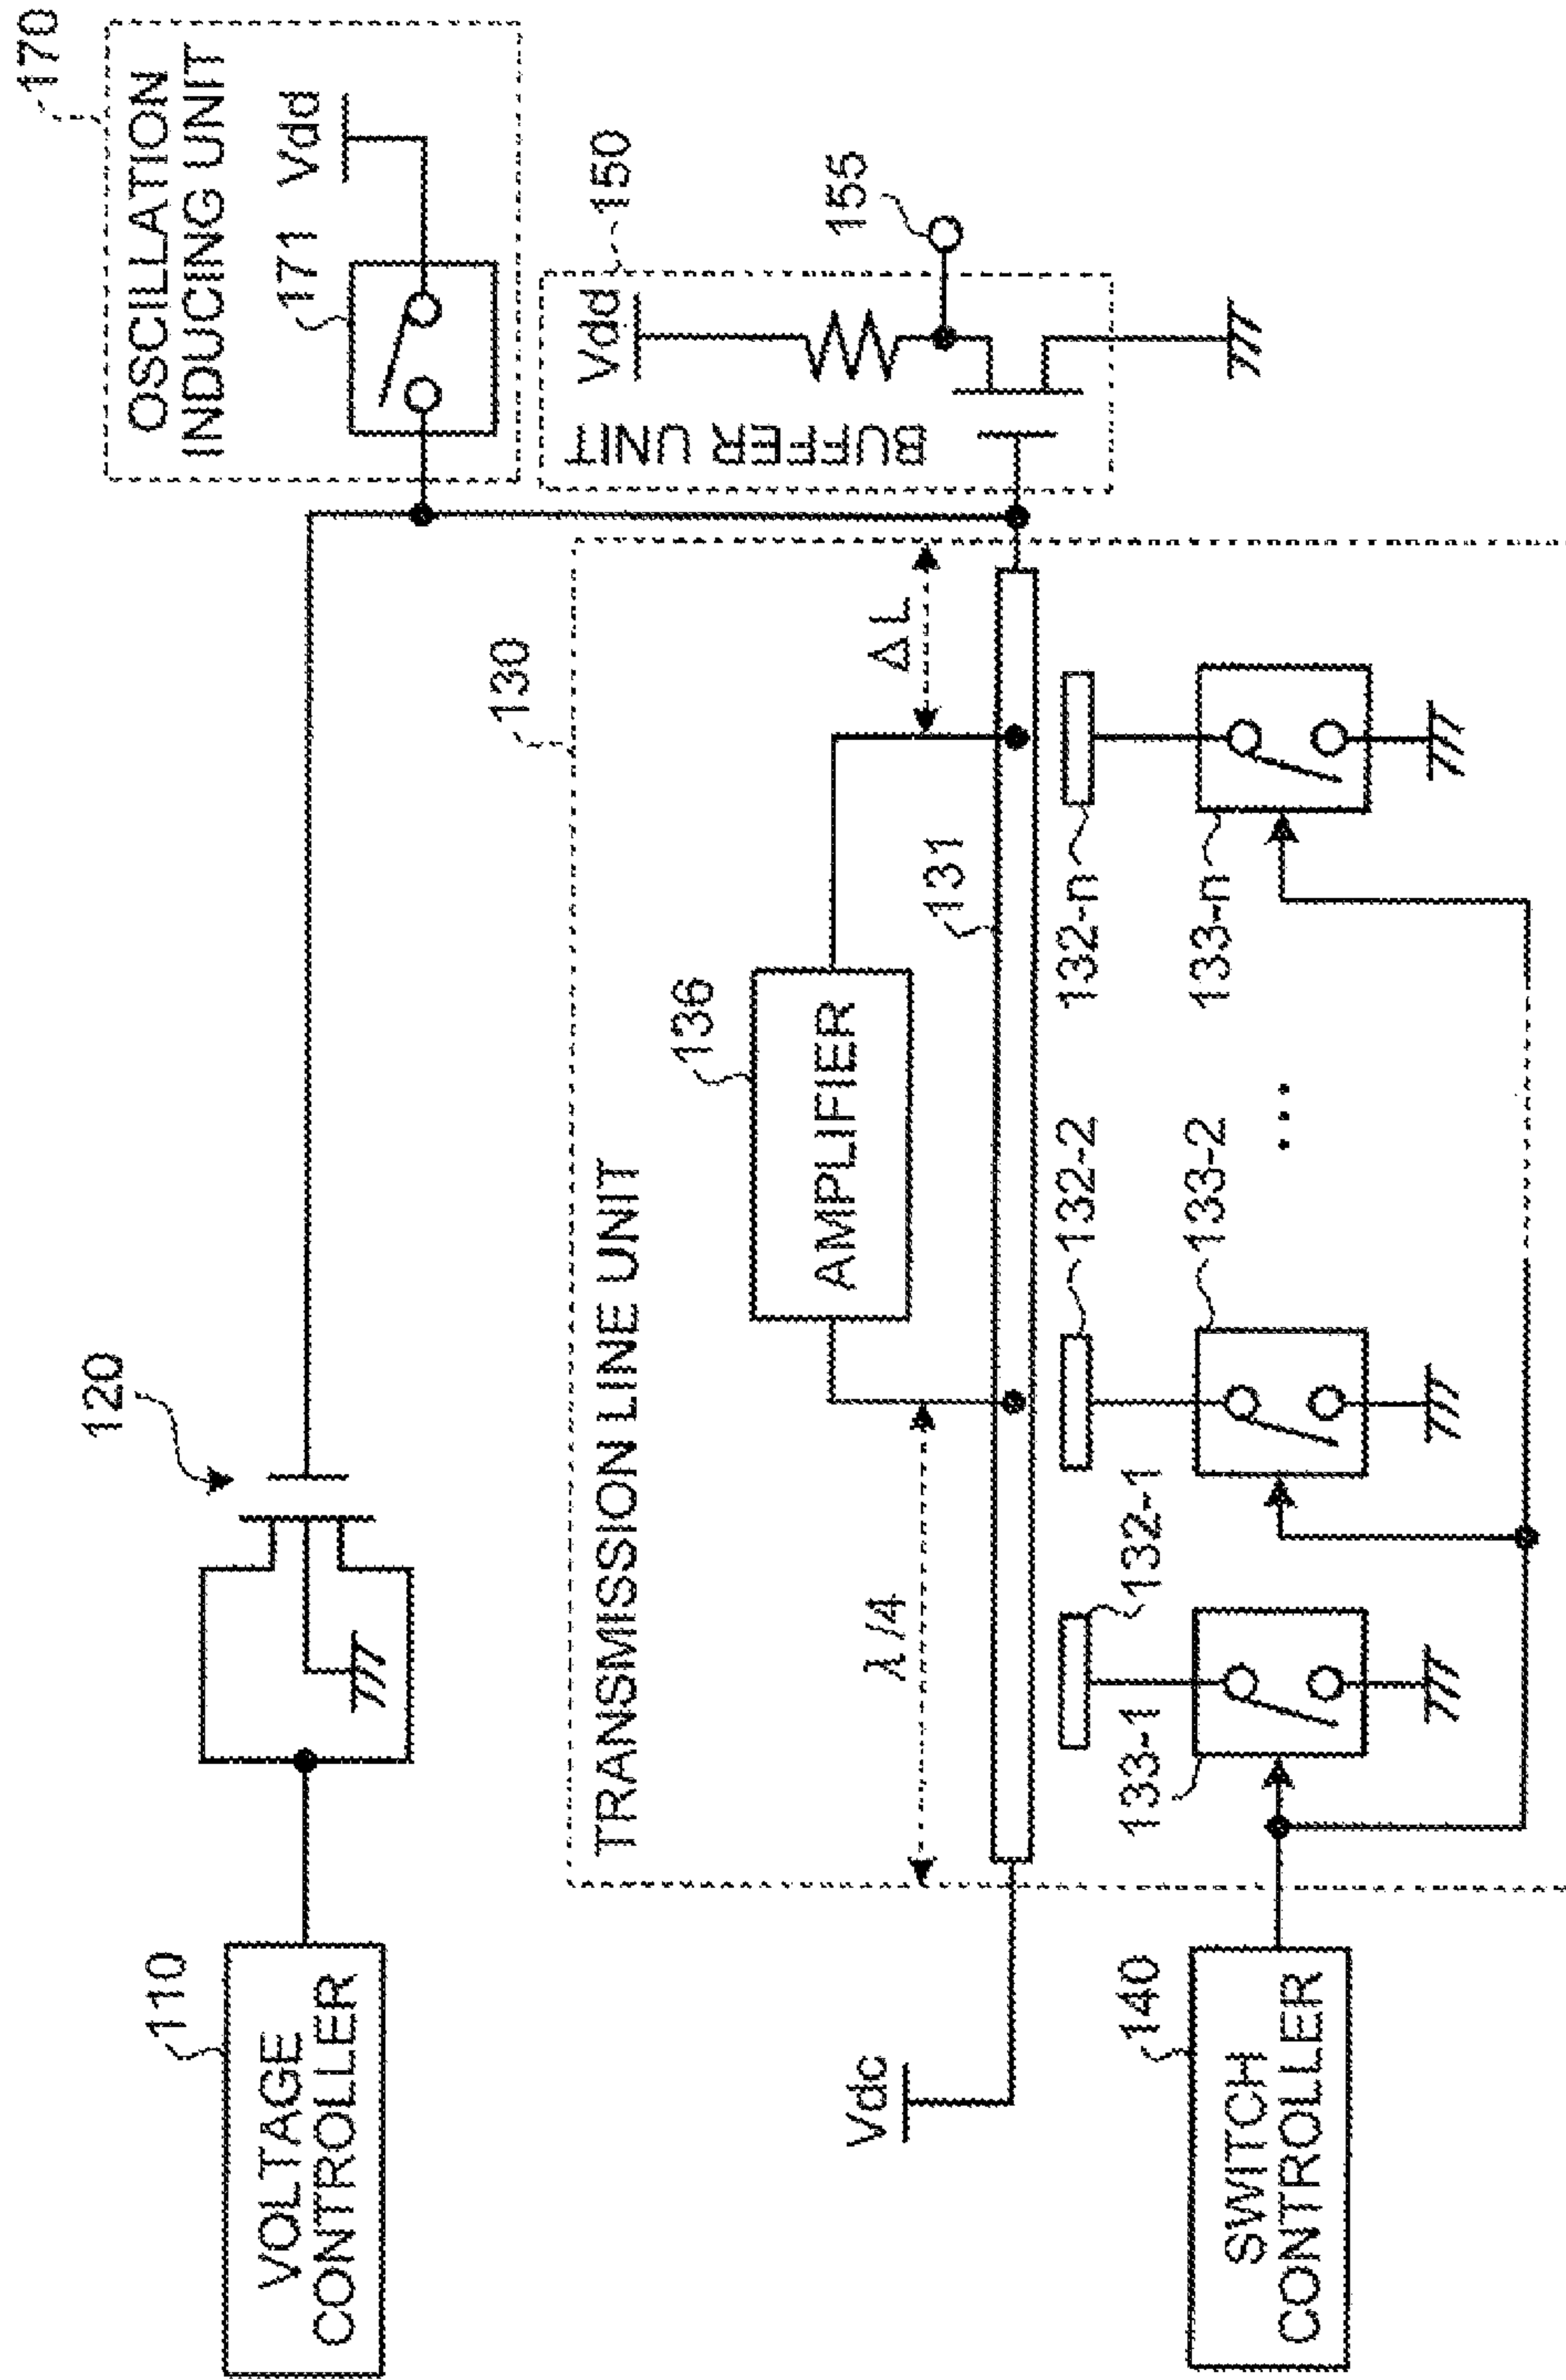 170
OSCILLATION
INDUCING UNIT
171
Vdd
120
110
VOLTAGE
CONTROLLER
150
Vdd
BUFFER UNIT
155
130
TRANSMISSION LINE UNIT
136
AMPLIFIER
λ/4
ΔL
131
Vdc
132-1
132-2
132-n
133-1
133-2
...
133-n
140
SWITCH
CONTROLLER